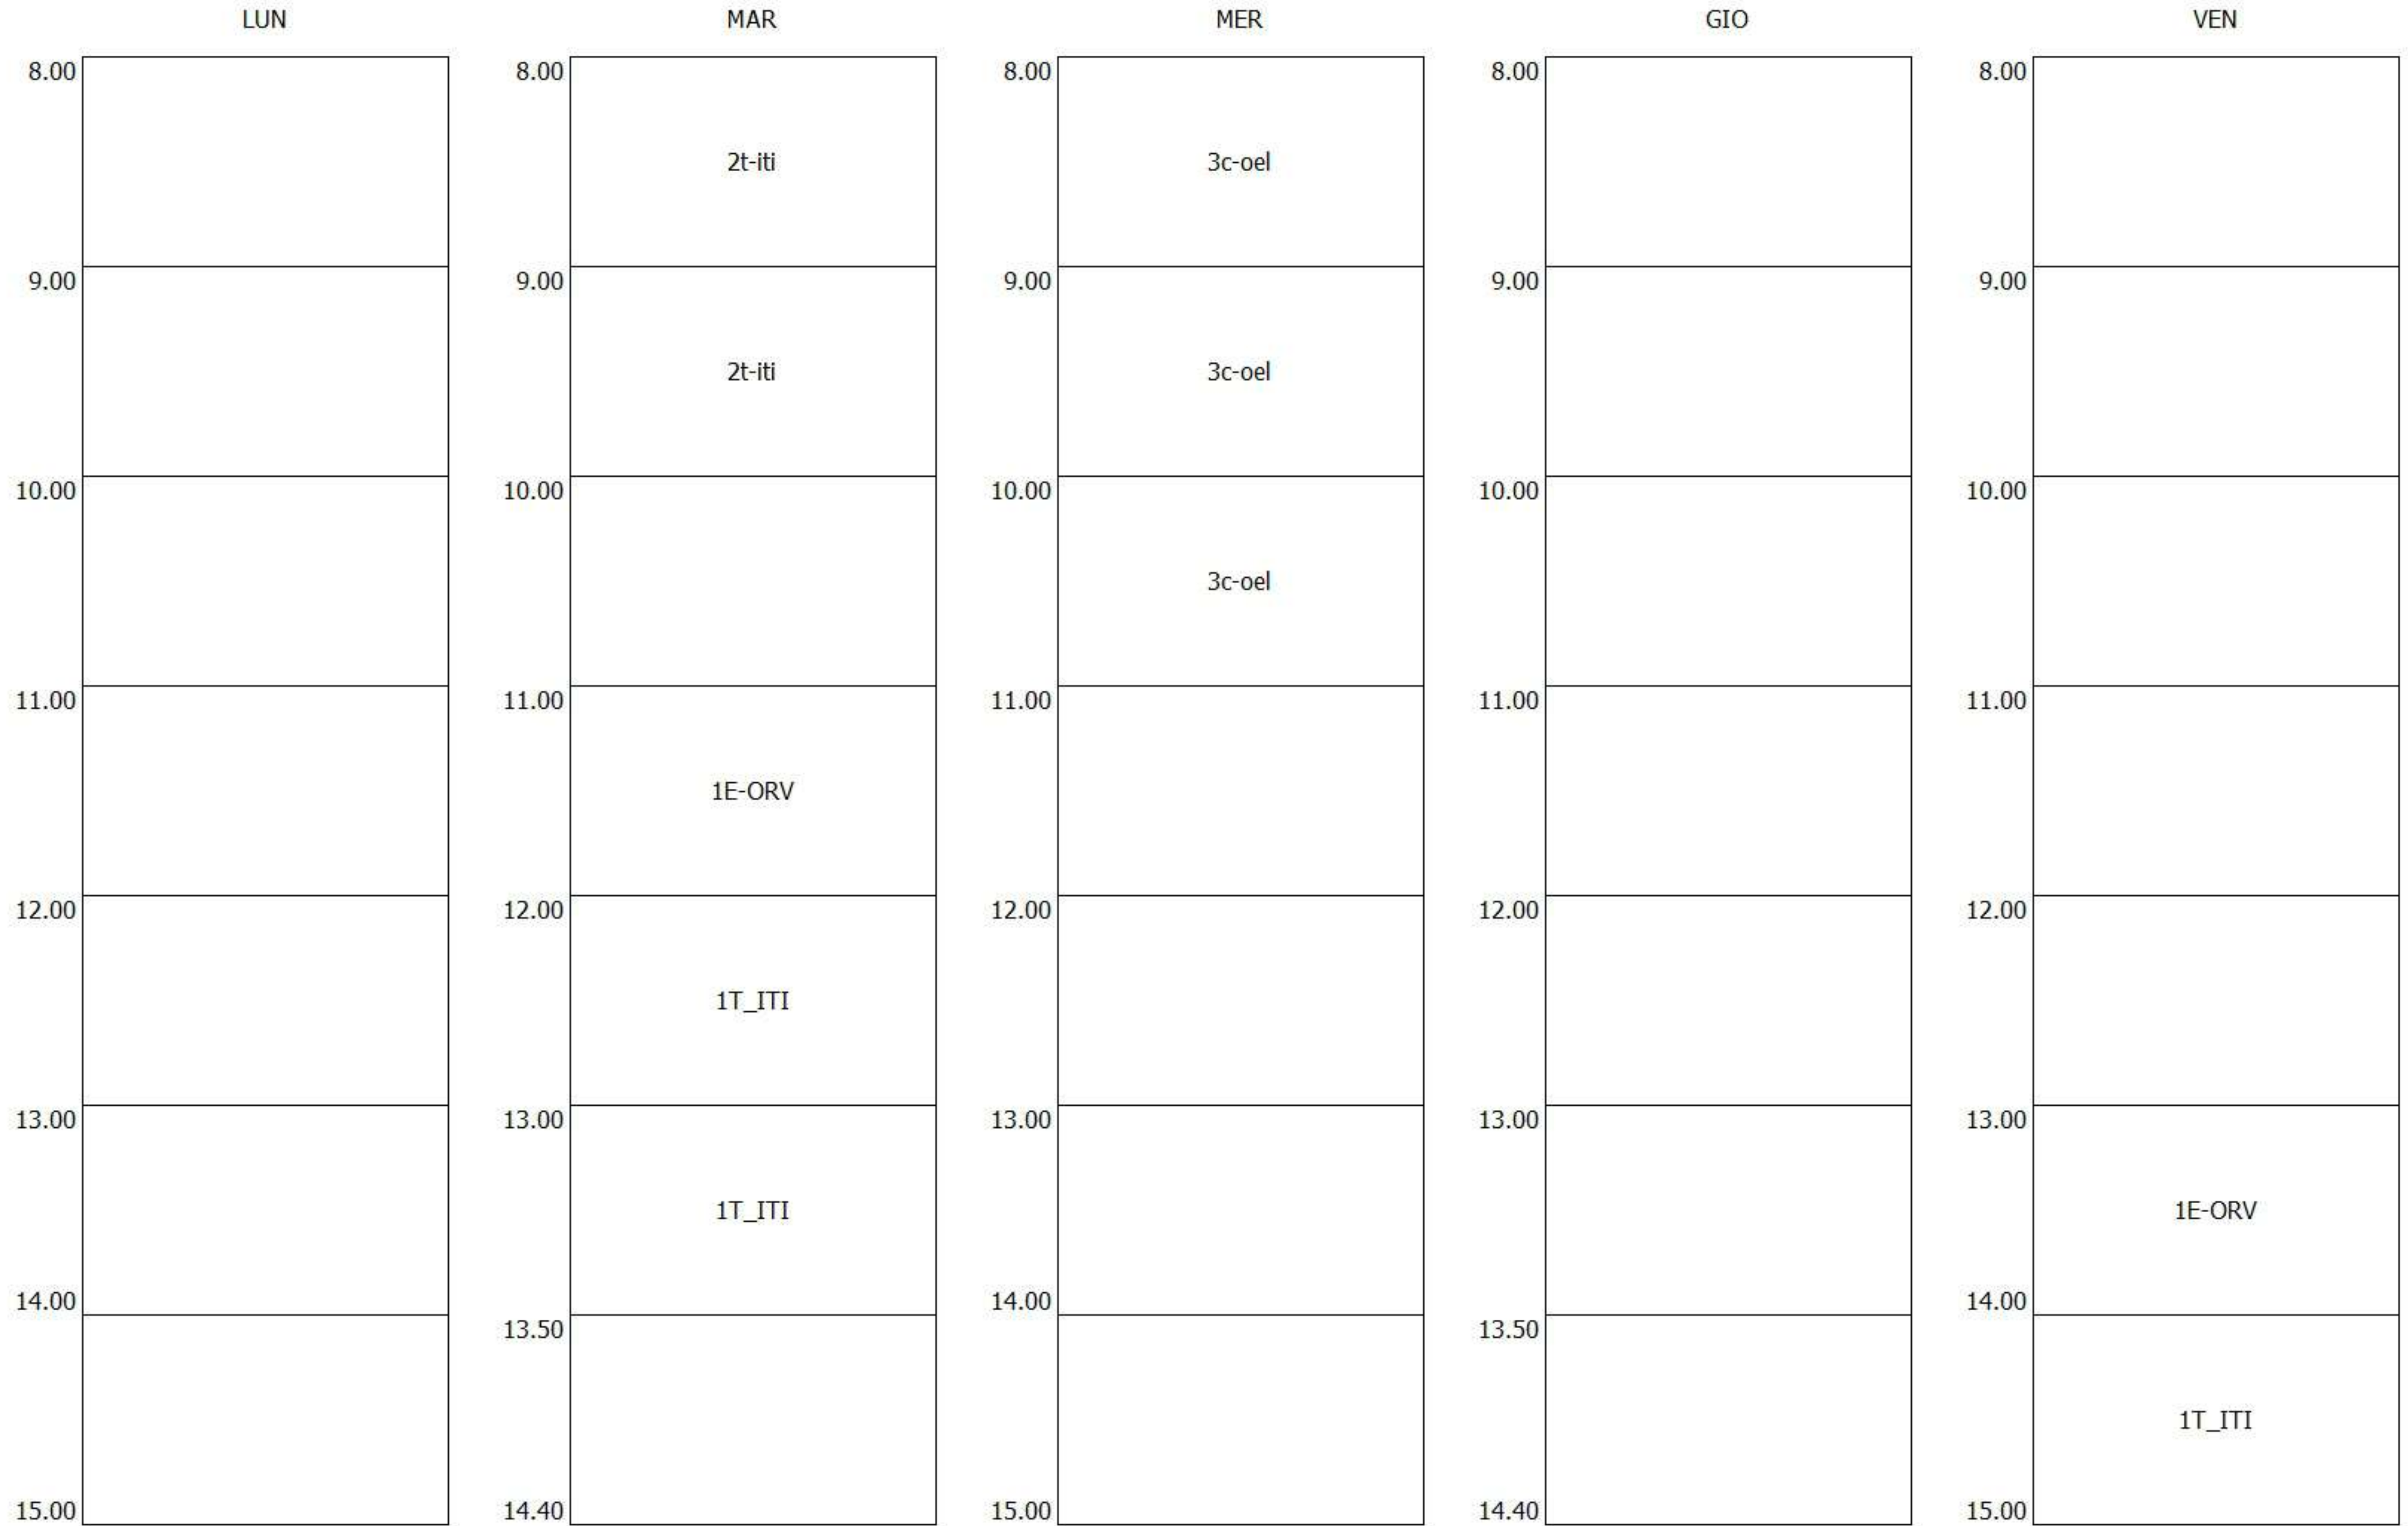 LUN MAR MER GIO VEN
8.00 8.00 8.00 8.00 8.00
2t-iti 3c-oel
9.00 9.00 9.00 9.00 9.00
2t-iti 3c-oel
10.00 10.00 10.00 10.00 10.00
3c-oel
11.00 11.00 11.00 11.00 11.00
1E-ORV
12.00 12.00 12.00 12.00 12.00
1T_ITI
13.00 13.00 13.00 13.00 13.00
1T_ITI 1E-ORV
14.00 14.00 14.00
13.50 13.50
1T_ITI
15.00 14.40 15.00 14.40 15.00